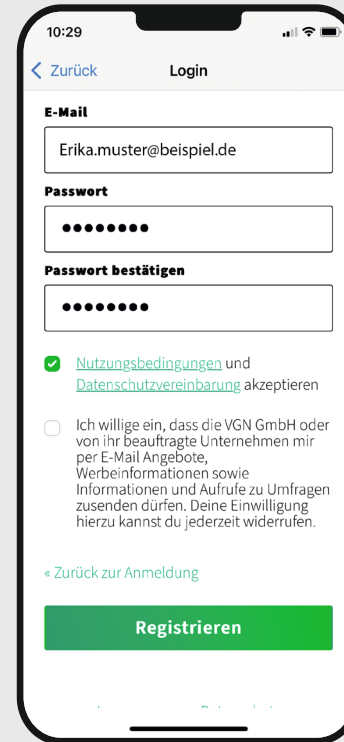 10:29
Zurück Login
E-Mail
Erika.muster@beispiel.de
Passwort
Passwort bestätigen
Nutzungsbedingungen und
Datenschutzvereinbarung akzeptieren
Ich willige ein, dass die VGN GmbH oder
von ihr beauftragte Unternehmen mir
per E-Mail Angebote,
Werbeinformationen sowie
Informationen und Aufrufe zu Umfragen
zusenden dürfen. Deine Einwilligung
hierzu kannst du jederzeit widerrufen.
« Zurück zur Anmeldung
Registrieren